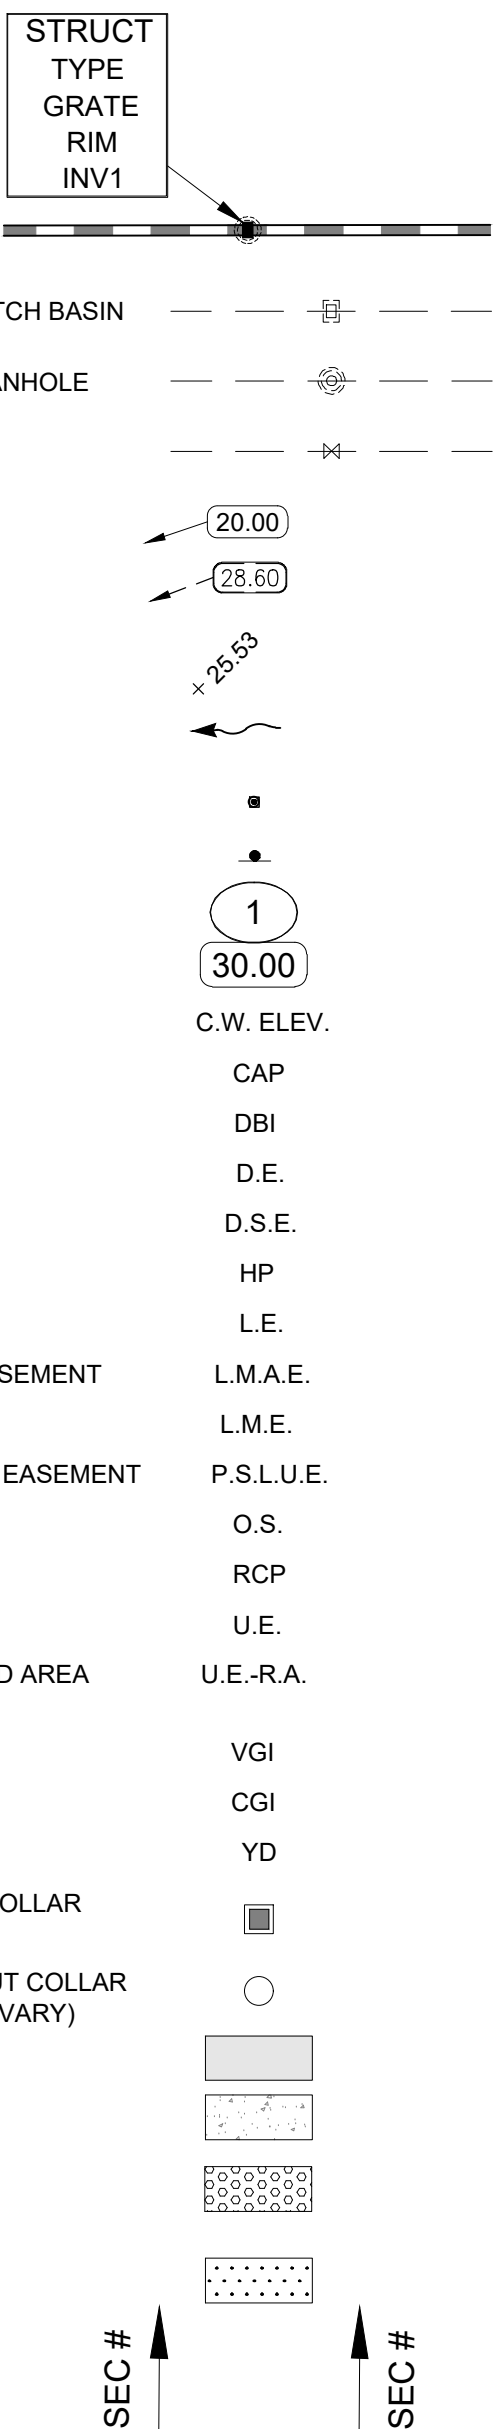 STRUCT
TYPE
GRATE
RIM
INV1
TCH BASIN
ANHOLE
20.00
28.60
× 25.53
1
30.00
C.W. ELEV.
CAP
DBI
D.E.
D.S.E.
HP
L.E.
SEMENT L.M.A.E.
L.M.E.
EASEMENT P.S.L.U.E.
O.S.
RCP
U.E.
D AREA U.E.-R.A.
VGI
CGI
YD
OLLAR
UT COLLAR
VARY)
SEC #
SEC #